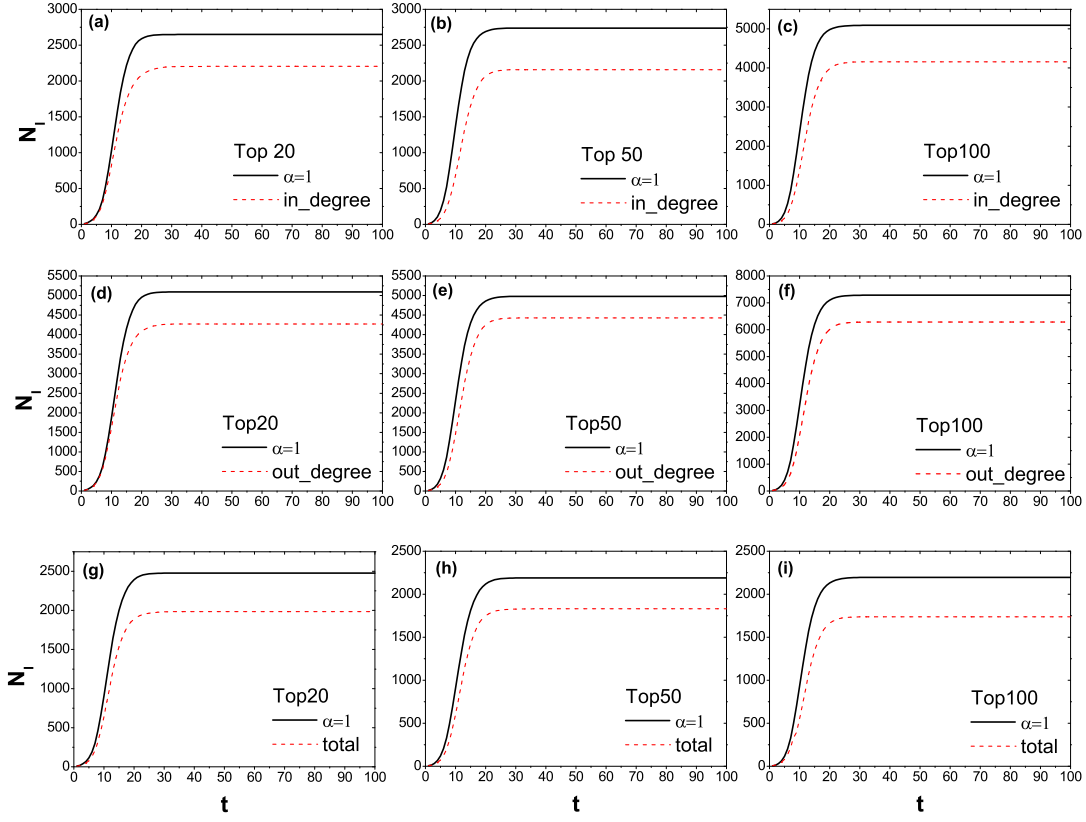 (a)
3000
2500
2000
1500
1000
500
0
N_I
Top 20
α=1
in_degree
0 10 20 30 40 50 60 70 80 90 100
(b)
3000
2500
2000
1500
1000
500
0
Top 50
α=1
in_degree
0 10 20 30 40 50 60 70 80 90 100
(c)
5000
4000
3000
2000
1000
0
Top100
α=1
in_degree
0 10 20 30 40 50 60 70 80 90 100
(d)
5500
5000
4500
4000
3500
3000
2500
2000
1500
1000
500
0
N_I
Top20
α=1
out_degree
0 10 20 30 40 50 60 70 80 90 100
(e)
5500
5000
4500
4000
3500
3000
2500
2000
1500
1000
500
0
Top50
α=1
out_degree
0 10 20 30 40 50 60 70 80 90 100
(f)
8000
7000
6000
5000
4000
3000
2000
1000
0
Top100
α=1
out_degree
0 10 20 30 40 50 60 70 80 90 100
(g)
2500
2000
1500
1000
500
0
N_I
Top20
α=1
total
0 10 20 30 40 50 60 70 80 90 100
t
(h)
2500
2000
1500
1000
500
0
Top50
α=1
total
0 10 20 30 40 50 60 70 80 90 100
t
(i)
2500
2000
1500
1000
500
0
Top100
α=1
total
0 10 20 30 40 50 60 70 80 90 100
t